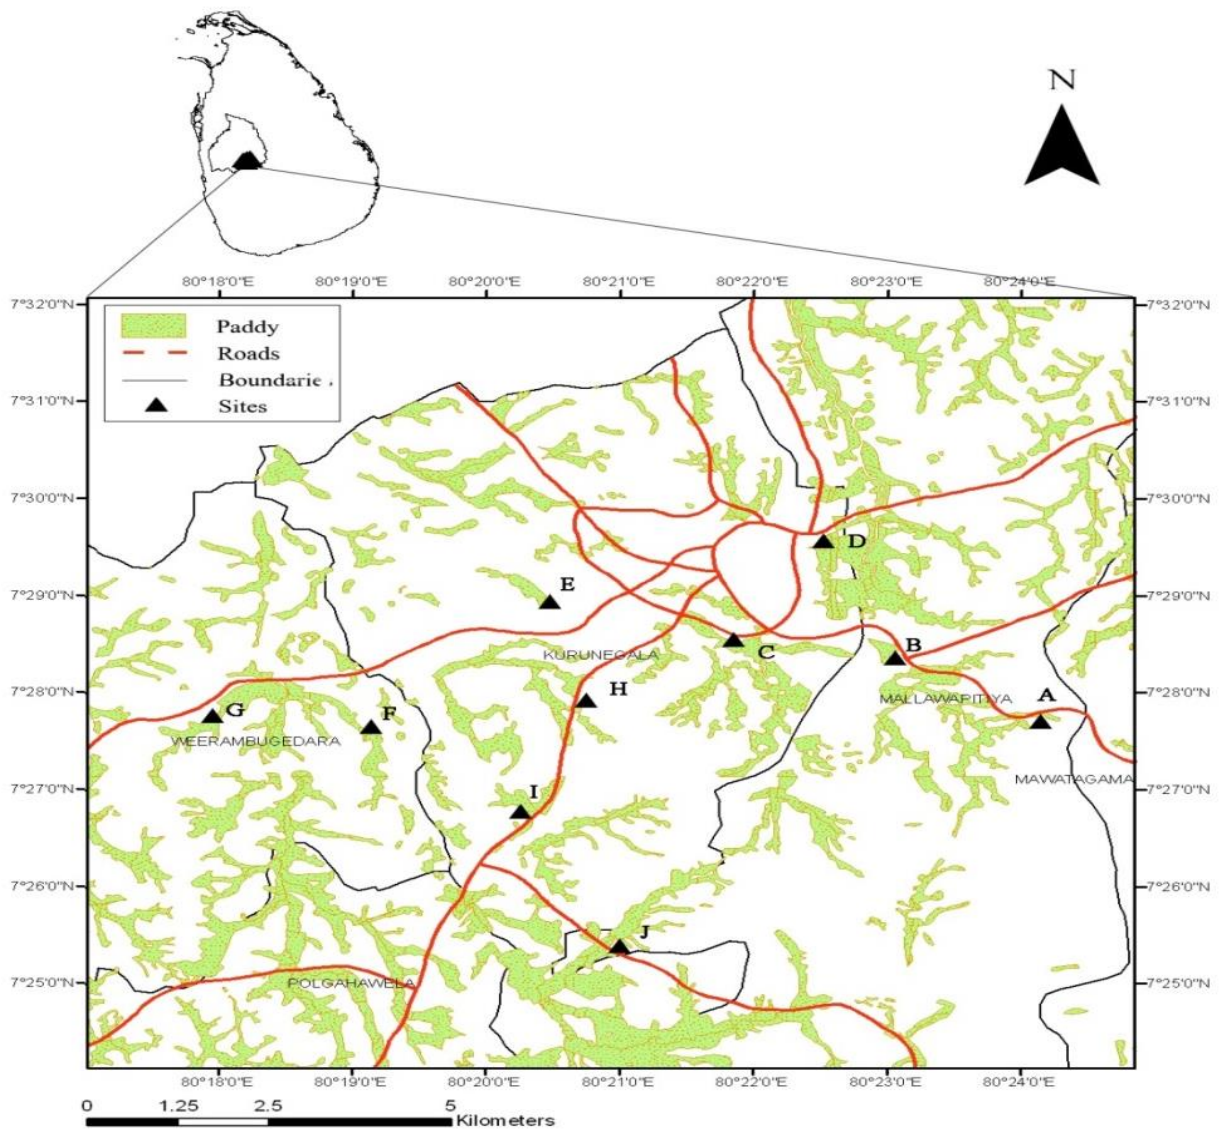 N
80°18'0"E 80°19'0"E 80°20'0"E 80°21'0"E 80°22'0"E 80°23'0"E 80°24'0"E
7°32'0"N 7°32'0"N
Paddy
Roads
Boundarie
Sites
7°31'0"N 7°31'0"N
7°30'0"N 7°30'0"N
D
7°29'0"N E 7°29'0"N
KURUNEGALA C B
7°28'0"N H MALLAWAPITIYA A 7°28'0"N
G F
WEERAMBUGEDARA
MAWATAGAMA
7°27'0"N I 7°27'0"N
7°26'0"N 7°26'0"N
J
7°25'0"N POLGAHAWELA 7°25'0"N
80°18'0"E 80°19'0"E 80°20'0"E 80°21'0"E 80°22'0"E 80°23'0"E 80°24'0"E
0 1.25 2.5 5
Kilometers